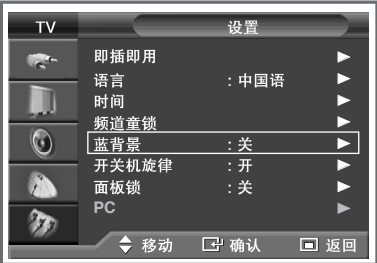 TV 设置
即插即用
语言 : 中国语
时间
频道童锁
蓝背景 : 关
开关机旋律 : 开
面板锁 : 关
PC
移动 确认 返回